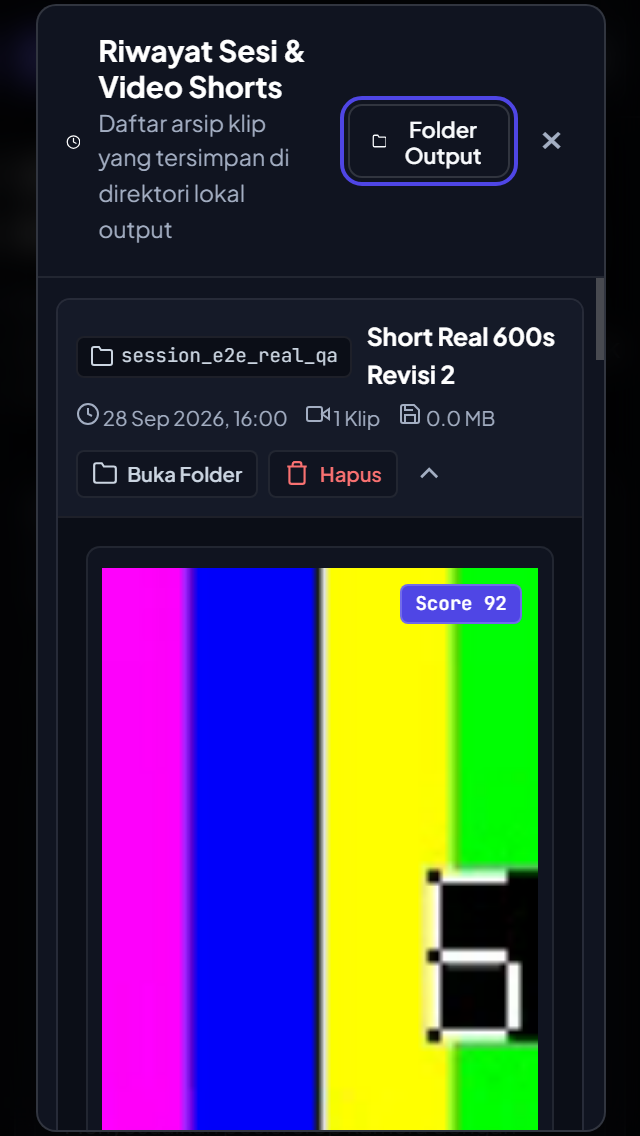 Riwayat Sesi &
Video Shorts
Daftar arsip klip
yang tersimpan di
direktori lokal
output
Folder
Output
session_e2e_real_qa
Short Real 600s
Revisi 2
28 Sep 2026, 16:00
1 Klip
0.0 MB
Buka Folder
Hapus
Score 92
6